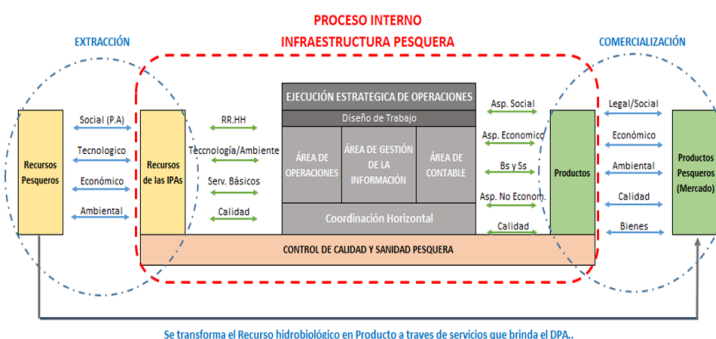 PROCESO INTERNO
INFRAESTRUCTURA PESQUERA
EXTRACCIÓN
COMERCIALIZACIÓN
Recursos
Pesqueros
Social (P.A)
Tecnologico
Económico
Ambiental
Recursos
de las IPAs
RR.HH
Teccnología/Ambiente
Serv. Básicos
Calidad
EJECUCIÓN ESTRATEGICA DE OPERACIONES
Diseño de Trabajo
ÁREA DE
OPERACIONES
ÁREA DE GESTIÓN
DE LA
INFORMACIÓN
ÁREA DE
CONTABLE
Coordinación Horizontal
Asp. Social
Asp. Economico
Bs y Ss
Asp. No Econom.
Calidad
Productos
Legal/Social
Económico
Ambiental
Calidad
Bienes
Productos
Pesqueros
(Mercado)
CONTROL DE CALIDAD Y SANIDAD PESQUERA
Se transforma el Recurso hidrobiológico en Producto a traves de servicios que brinda el DPA..